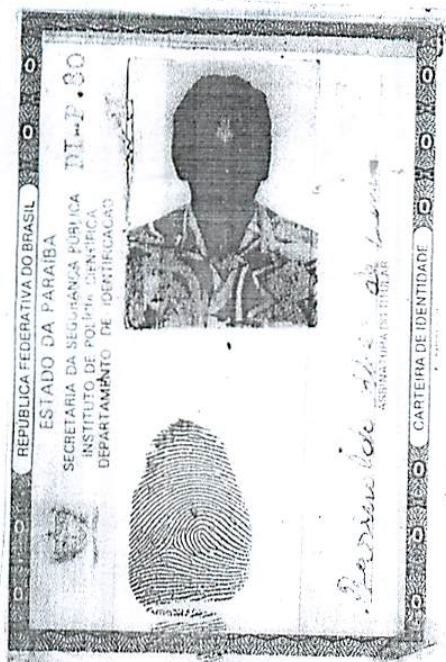 REPÚBLICA FEDERATIVA DO BRASIL
ESTADO DA PARAIBA
SECRETARIA DA SEGURANÇA PÚBLICA
INSTITUTO DE POLÍCIA CIENTÍFICA
DEPARTAMENTO DE IDENTIFICAÇÃO
DI-P.80
ASSINATURA DO TITULAR
CARTEIRA DE IDENTIDADE